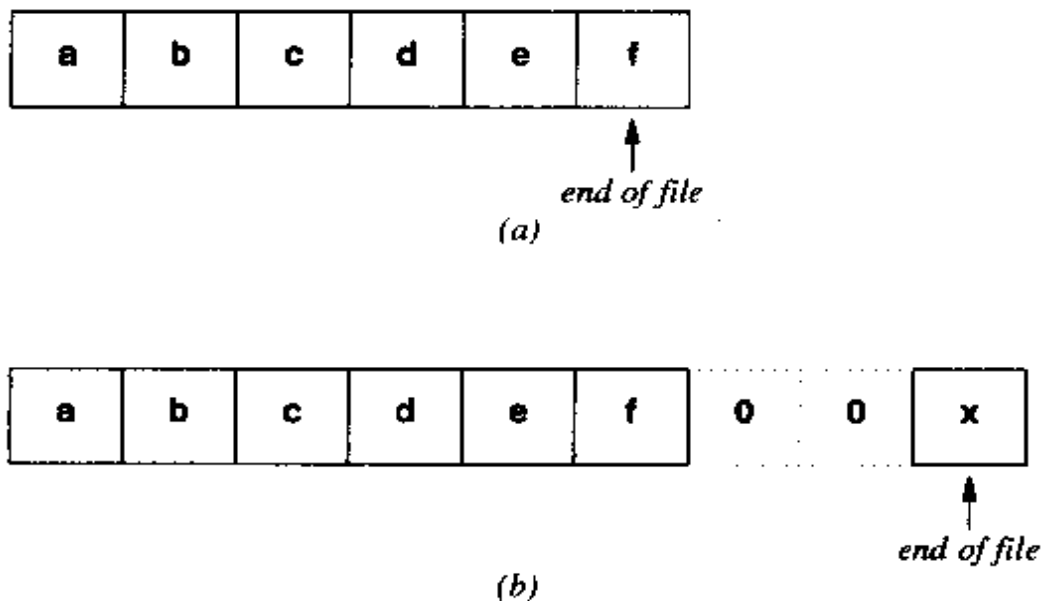 a b c d e f
end of file
(a)
a b c d e f 0 0 x
end of file
(b)